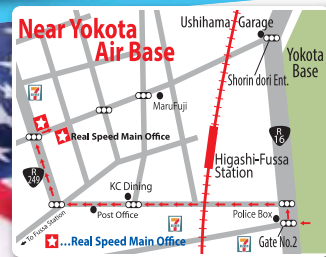 Near Yokota
Air Base
Ushihama
Garage
Yokota
Base
Shorin dori Ent.
MaruFuji
Real Speed Main Office
R
16
R
249
Higashi-Fussa
Station
KC Dining
Post Office
Police Box
To Fussa Station
...Real Speed Main Office
Gate No.2